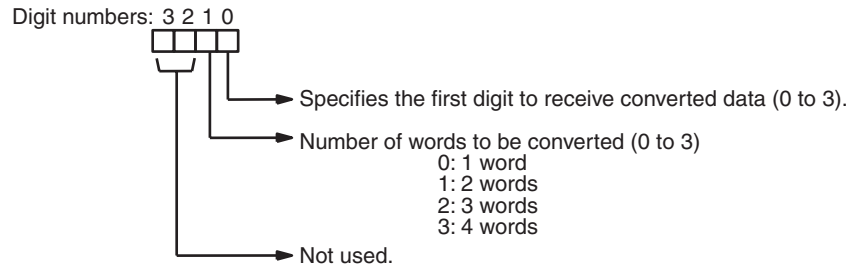 Digit numbers: 3 2 1 0
Specifies the first digit to receive converted data (0 to 3).
Number of words to be converted (0 to 3)
0: 1 word
1: 2 words
2: 3 words
3: 4 words
Not used.